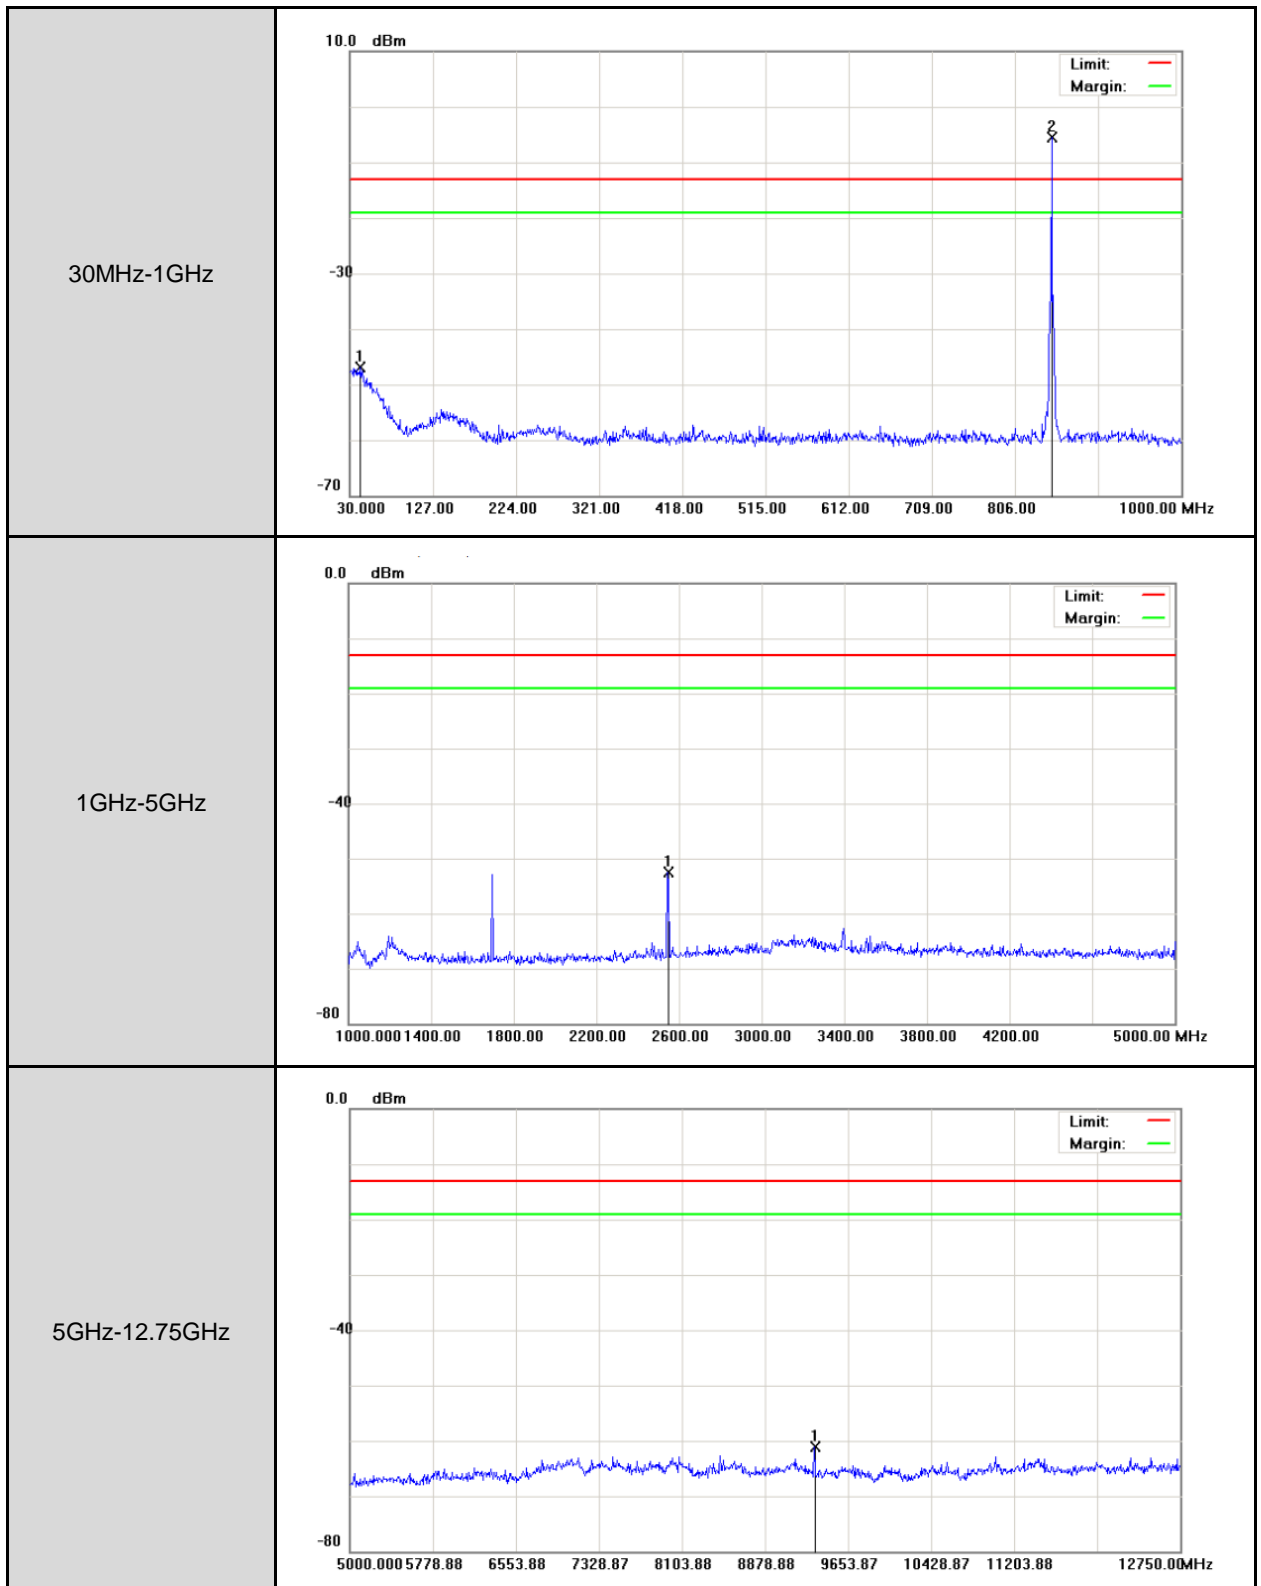 10.0 dBm
Limit:
Margin:
2
30MHz-1GHz
-30
1
-70
30.000 127.00 224.00 321.00 418.00 515.00 612.00 709.00 806.00 1000.00 MHz
0.0 dBm
Limit:
Margin:
1GHz-5GHz
-40
1
-80
1000.000 1400.00 1800.00 2200.00 2600.00 3000.00 3400.00 3800.00 4200.00 5000.00 MHz
0.0 dBm
Limit:
Margin:
5GHz-12.75GHz
-40
1
-80
5000.000 5778.88 6553.88 7328.87 8103.88 8878.88 9653.87 10428.87 11203.88 12750.00 MHz